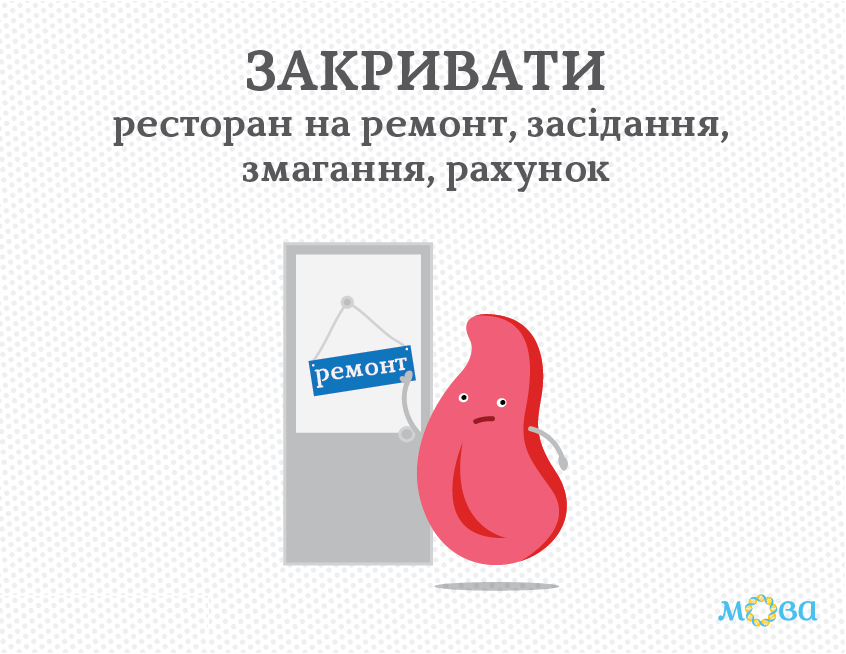 ЗАКРИВАТИ
ресторан на ремонт, засідання,
змагання, рахунок
ремонт
мова